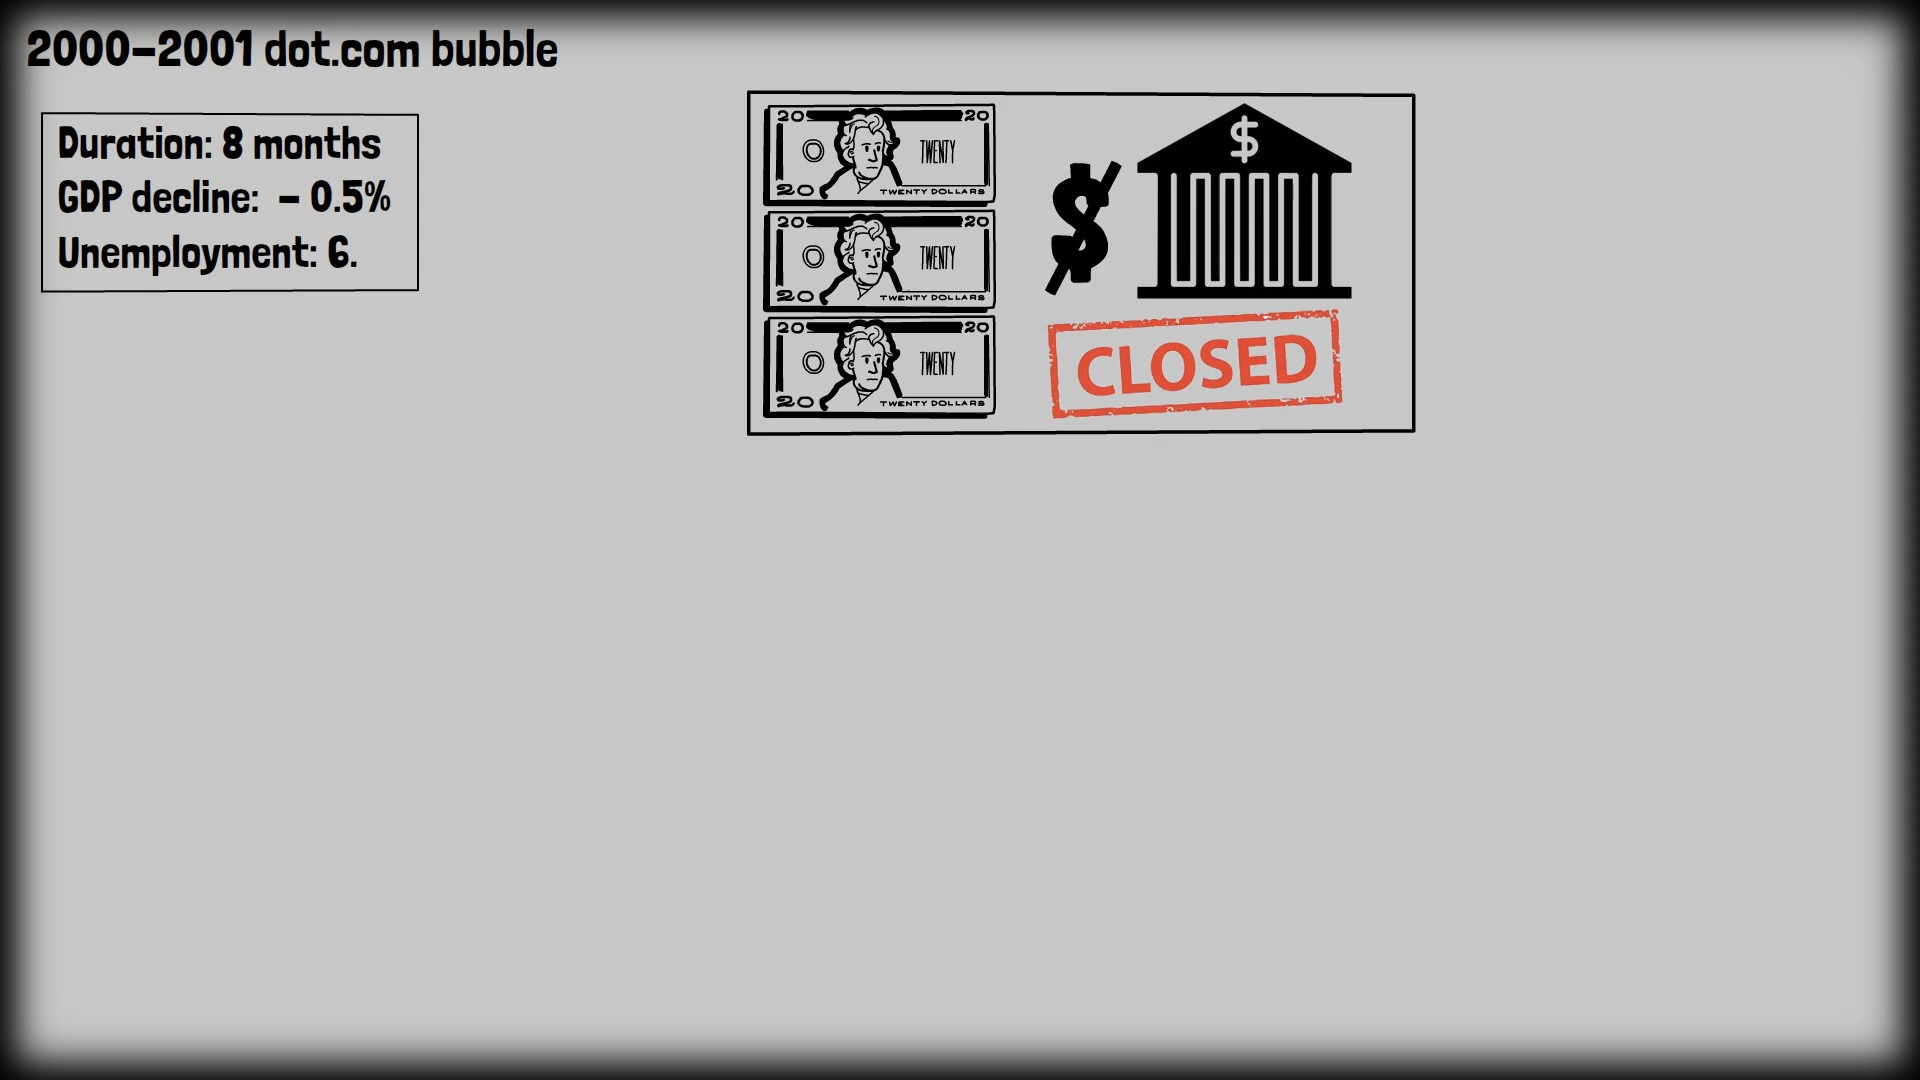 2000-2001 dot.com bubble
Duration: 8 months
GDP decline: - 0.5%
Unemployment: 6.
20 20
TWENTY
20 TWENTY DOLLARS
20 20
TWENTY
20 TWENTY DOLLARS
20 20
TWENTY
20 TWENTY DOLLARS
$
$
CLOSED